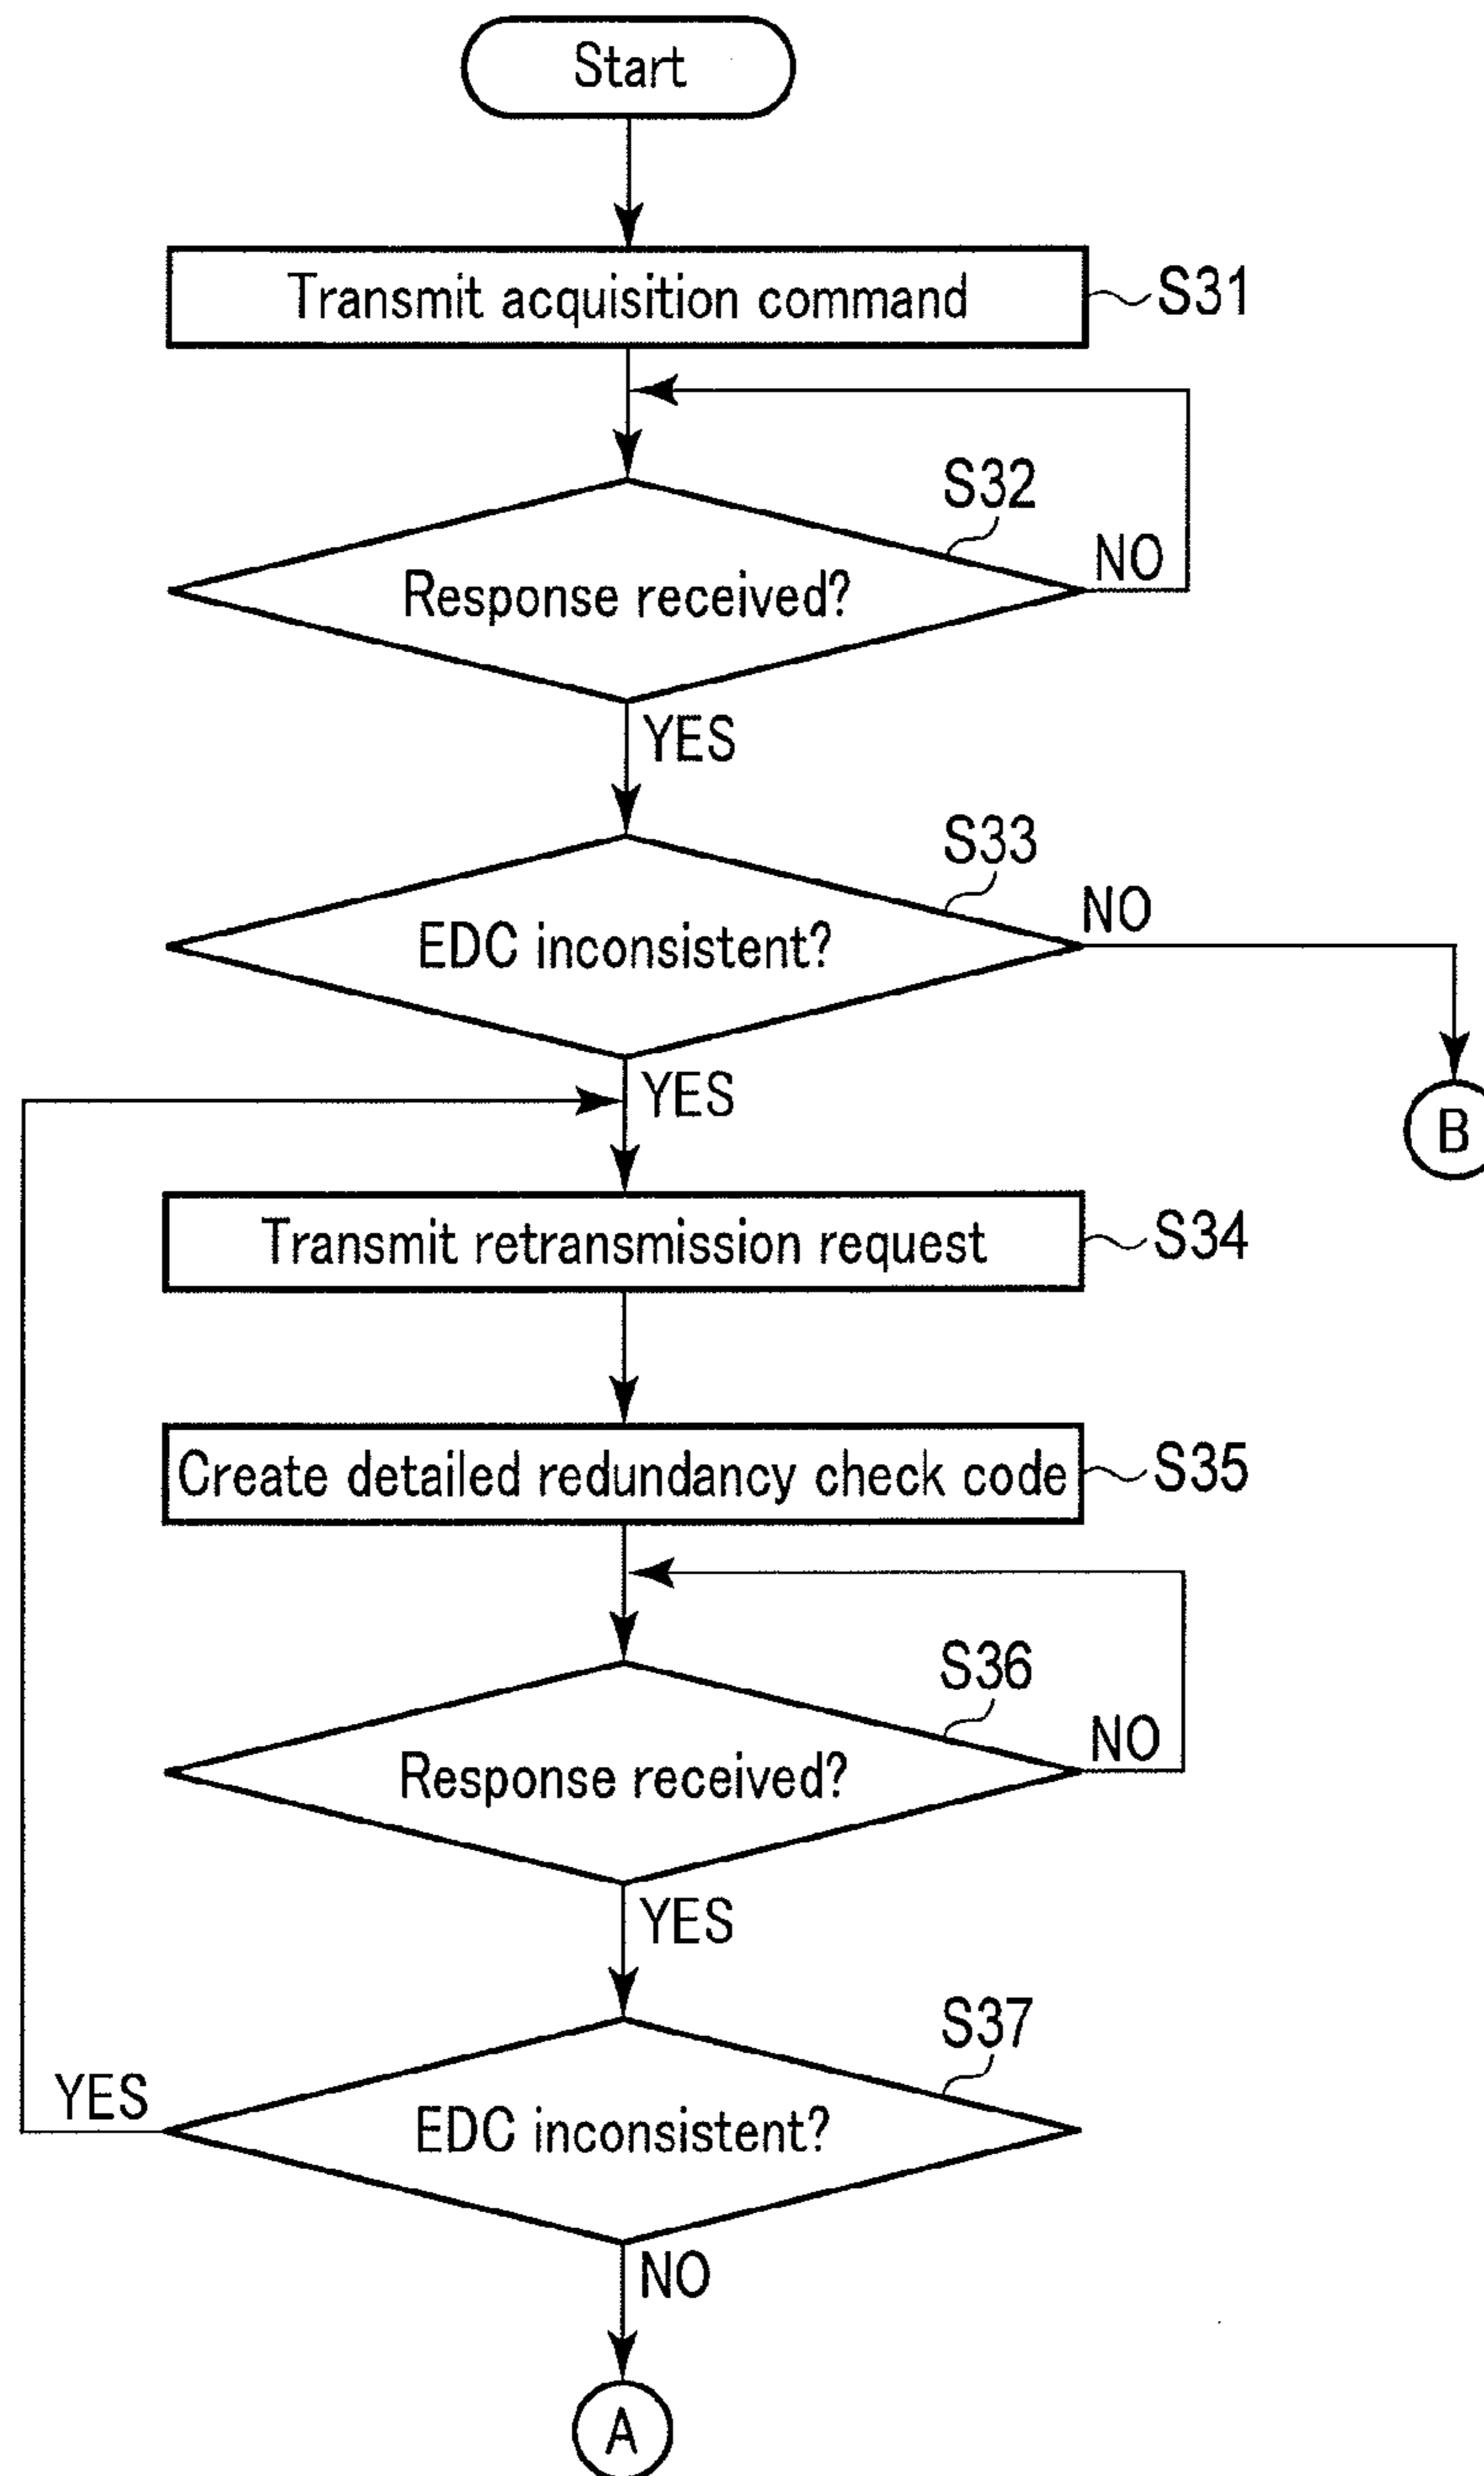 Start
Transmit acquisition command
S31
S32
Response received?
NO
YES
S33
EDC inconsistent?
NO
YES
B
Transmit retransmission request
S34
Create detailed redundancy check code
S35
S36
Response received?
NO
YES
S37
YES
EDC inconsistent?
NO
A